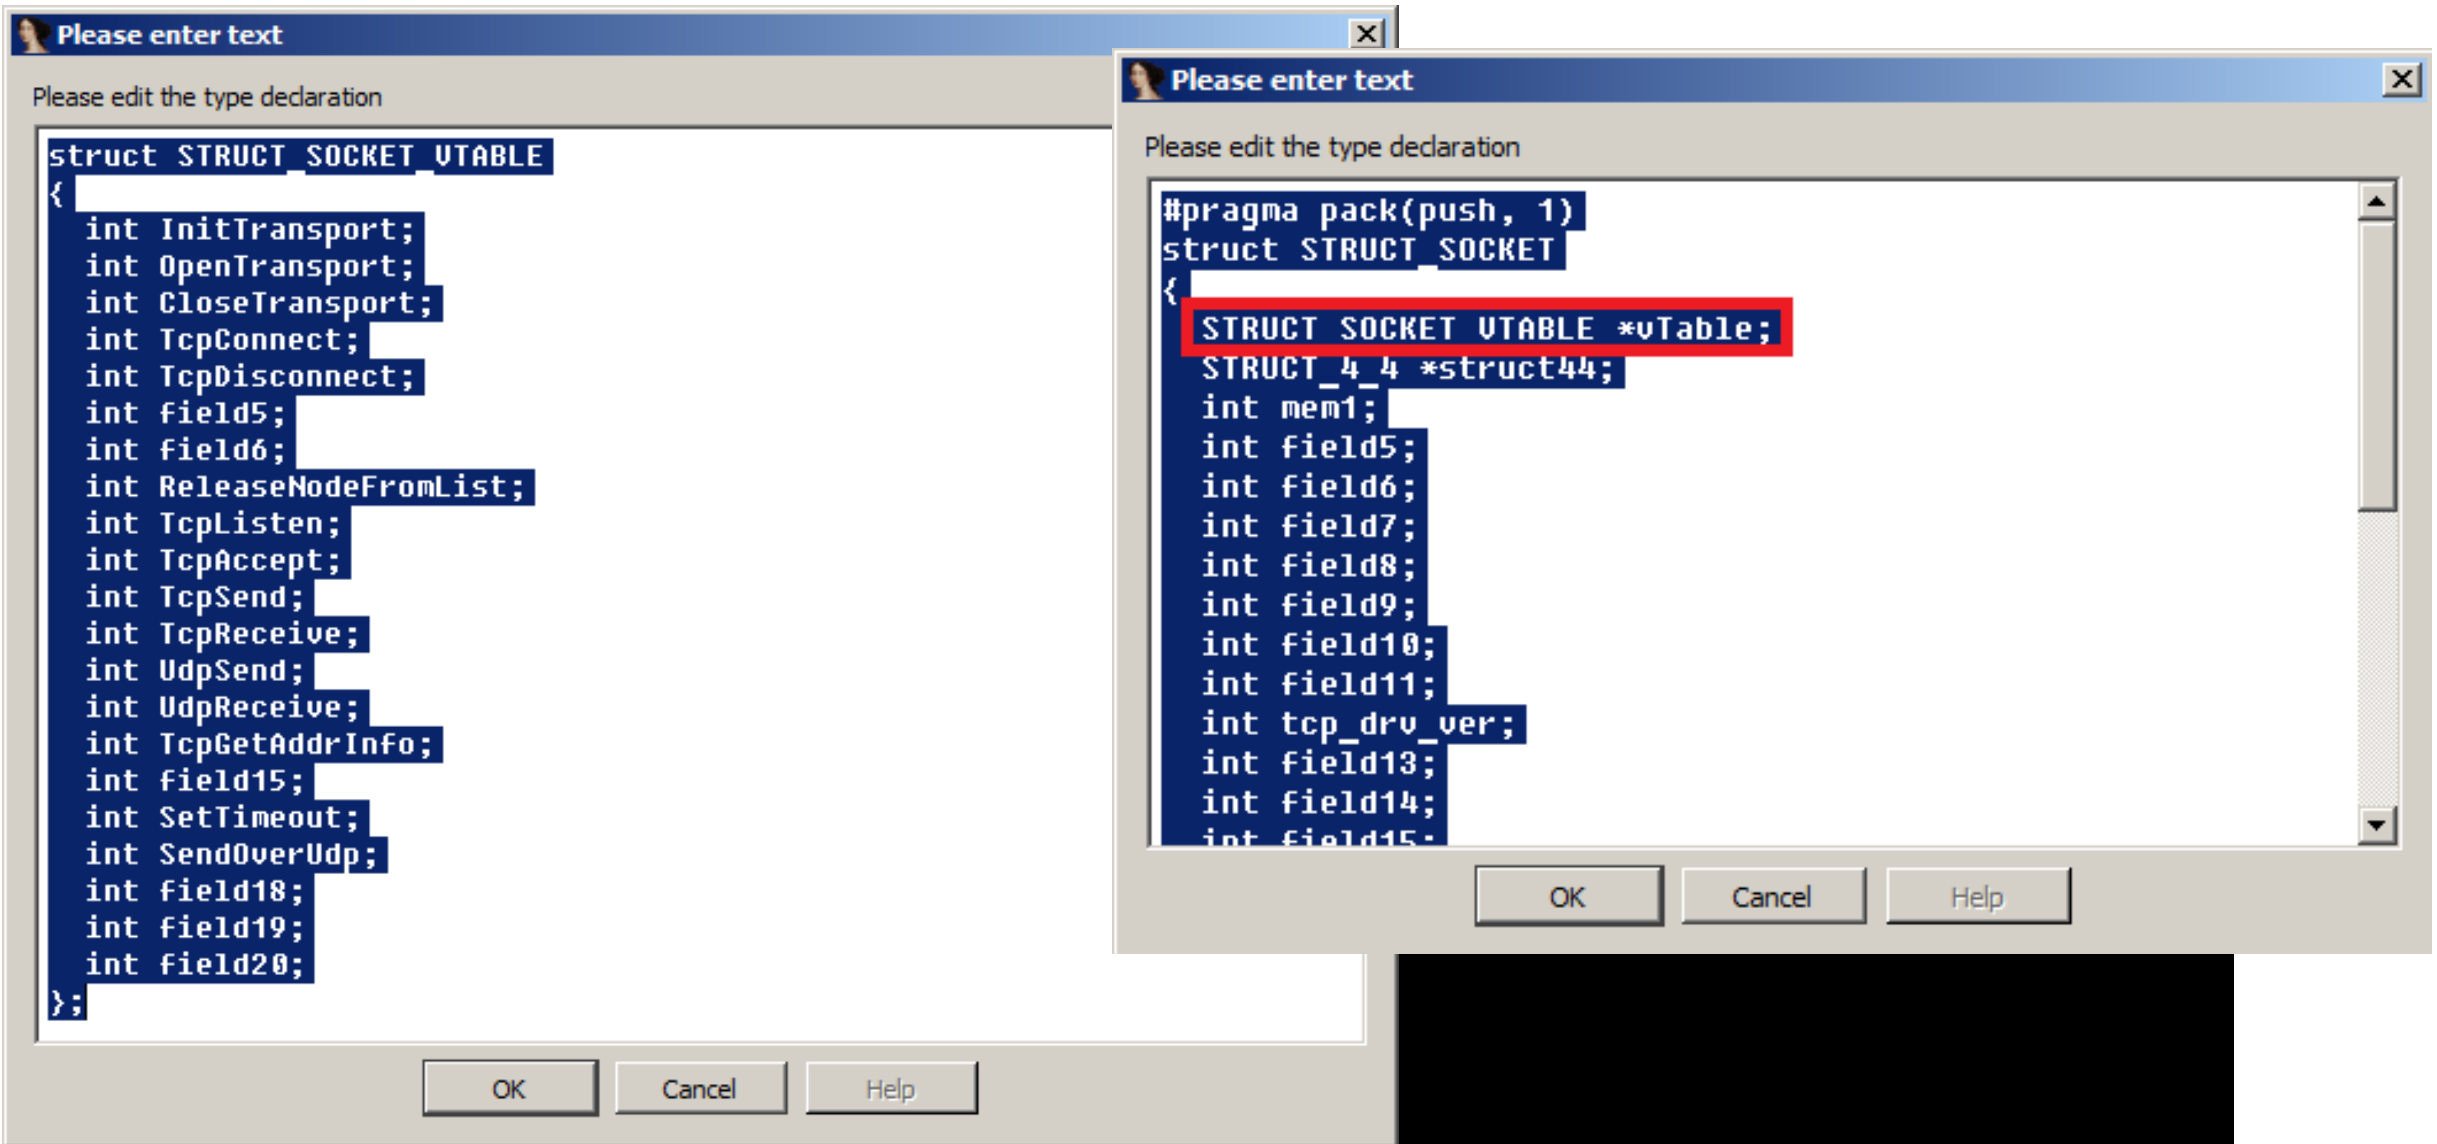 Please enter text
Please edit the type declaration
struct STRUCT_SOCKET_VTABLE
{
int InitTransport;
int OpenTransport;
int CloseTransport;
int TcpConnect;
int TcpDisconnect;
int field5;
int field6;
int ReleaseNodeFromList;
int TcpListen;
int TcpAccept;
int TcpSend;
int TcpReceive;
int UdpSend;
int UdpReceive;
int TcpGetAddrInfo;
int field15;
int SetTimeout;
int SendOverUdp;
int field18;
int field19;
int field20;
};
OK Cancel Help
Please enter text
Please edit the type declaration
#pragma pack(push, 1)
struct STRUCT_SOCKET
{
STRUCT_SOCKET_VTABLE *vTable;
STRUCT_4_4 *struct44;
int mem1;
int field5;
int field6;
int field7;
int field8;
int field9;
int field10;
int field11;
int tcp_drv_ver;
int field13;
int field14;
int field15;
OK Cancel Help